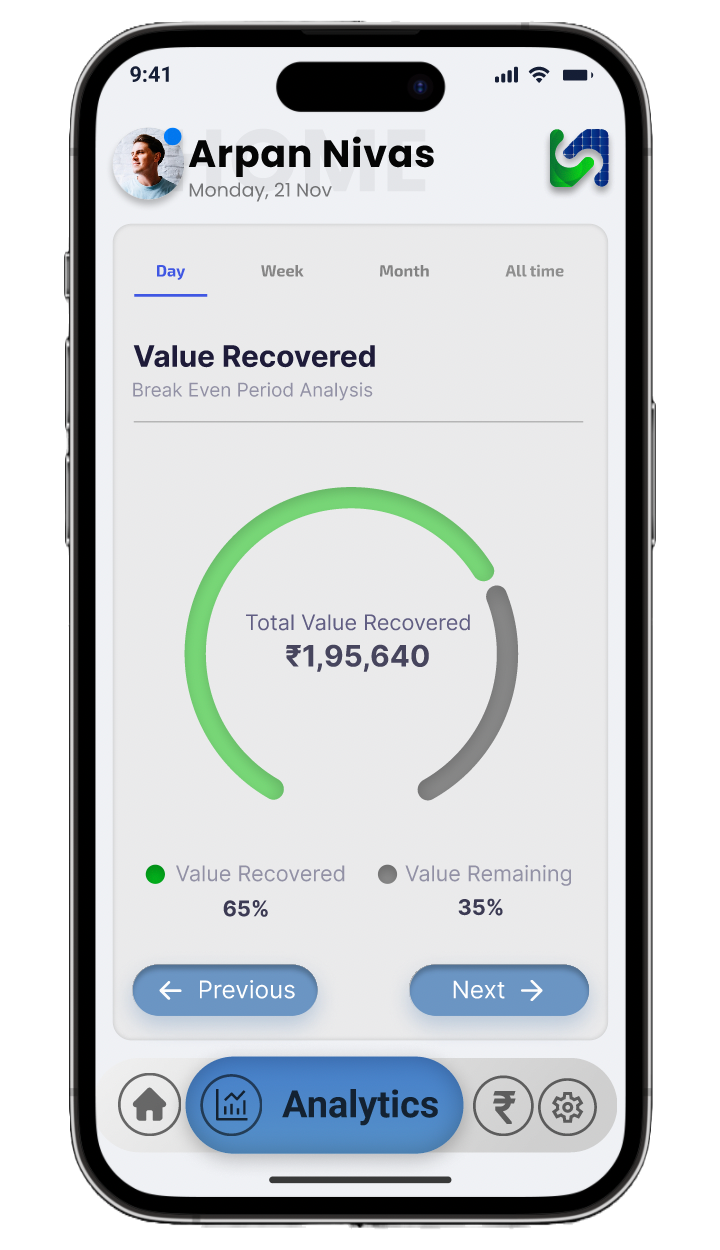 9:41
HOME
Arpan Nivas
Monday, 21 Nov
Day Week Month All time
Value Recovered
Break Even Period Analysis
Total Value Recovered
₹1,95,640
Value Recovered Value Remaining
65% 35%
← Previous Next →
Analytics
₹